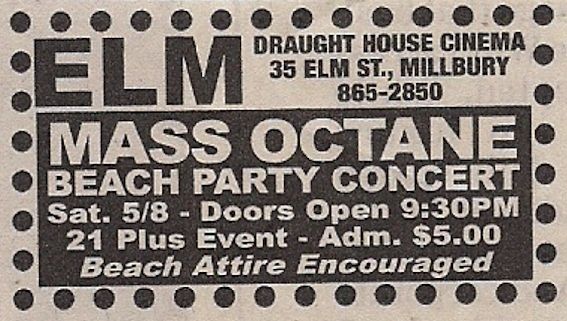 ELM
DRAUGHT HOUSE CINEMA
35 ELM ST., MILLBURY
865-2850
MASS OCTANE
BEACH PARTY CONCERT
Sat. 5/8 - Doors Open 9:30PM
21 Plus Event - Adm. $5.00
Beach Attire Encouraged